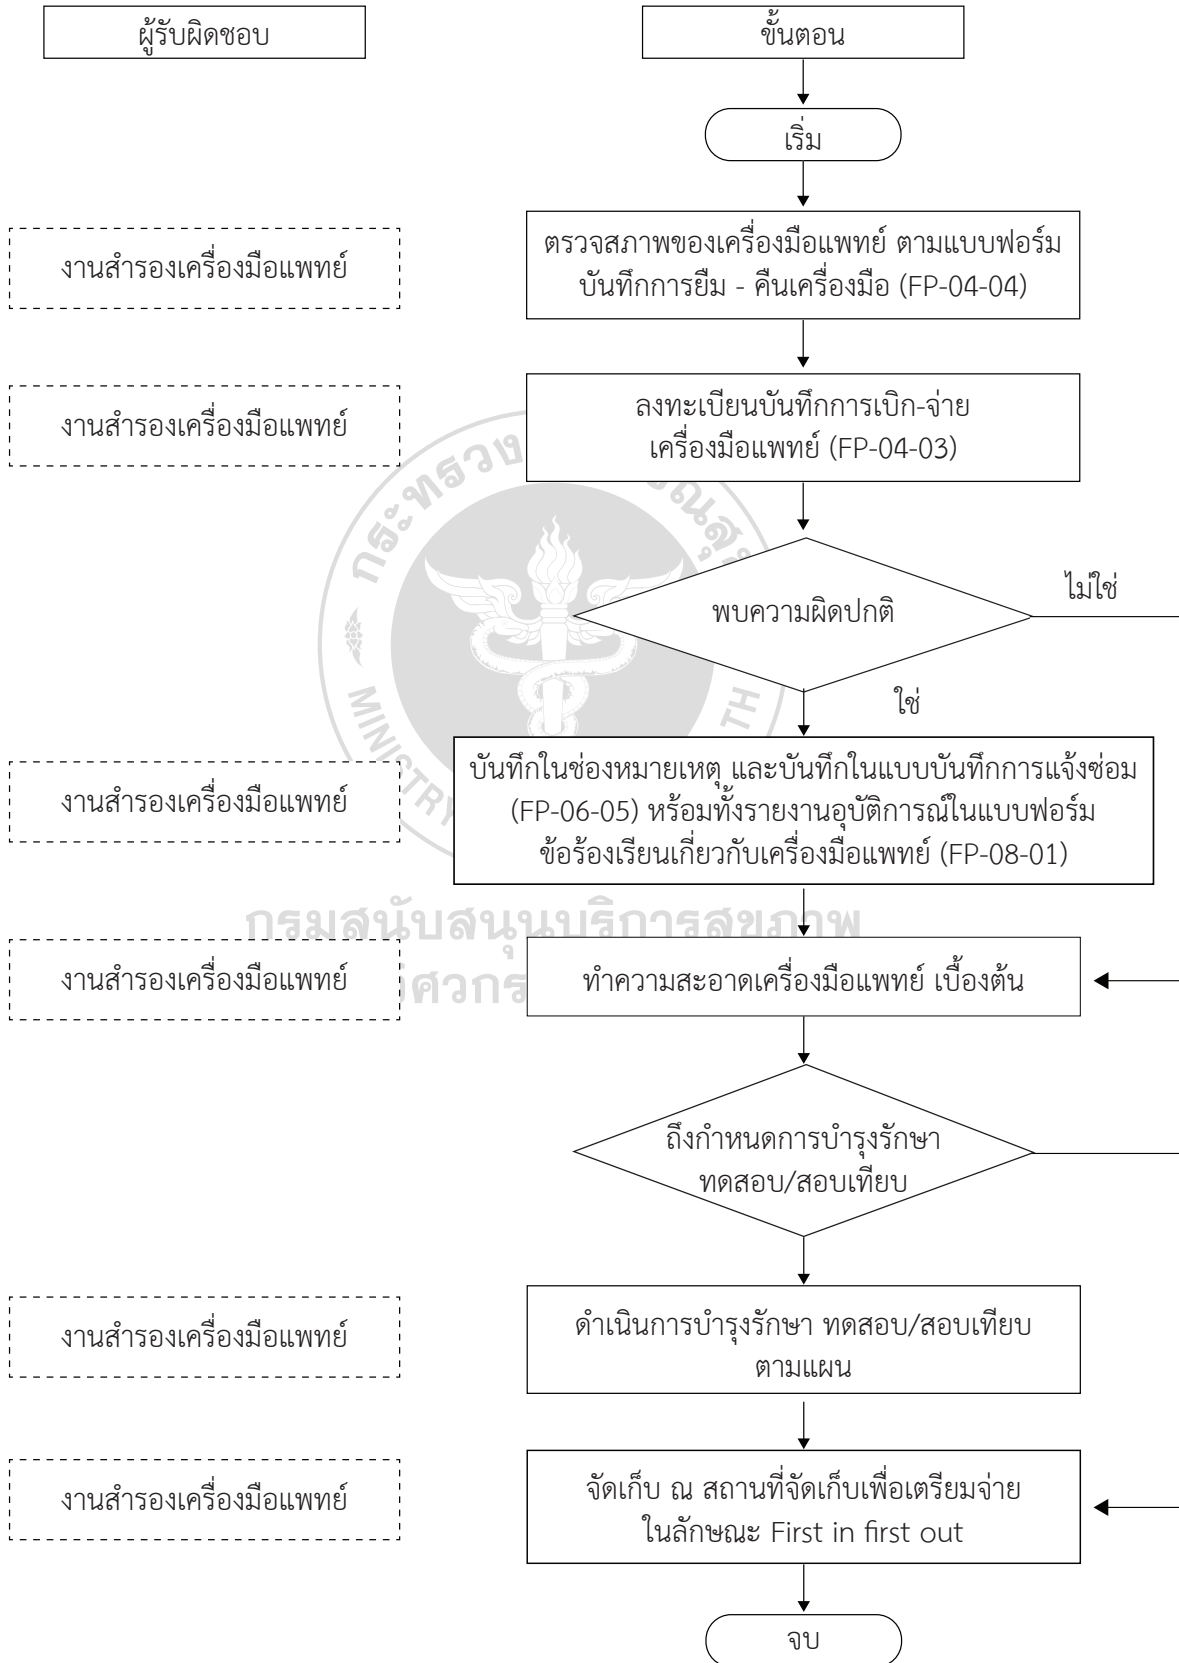 ผู้รับผิดชอบ
ขั้นตอน
เริ่ม
งานสำรองเครื่องมือแพทย์
ตรวจสภาพของเครื่องมือแพทย์ ตามแบบฟอร์ม
บันทึกการยืม - คืนเครื่องมือ (FP-04-04)
งานสำรองเครื่องมือแพทย์
ลงทะเบียนบันทึกการเบิก-จ่าย
เครื่องมือแพทย์ (FP-04-03)
กระทรวง
พบความผิดปกติ
ไม่ใช่
ใช่
MINISTRY
TH
งานสำรองเครื่องมือแพทย์
บันทึกในช่องหมายเหตุ และบันทึกในแบบบันทึกการแจ้งซ่อม
(FP-06-05) หร้อมทั้งรายงานอุบัติการณ์ในแบบฟอร์ม
ข้อร้องเรียนเกี่ยวกับเครื่องมือแพทย์ (FP-08-01)
กรมสนับสนุนบริการสุขภาพ
งานสำรองเครื่องมือแพทย์
ทำความสะอาดเครื่องมือแพทย์ เบื้องต้น
ถึงกำหนดการบำรุงรักษา
ทดสอบ/สอบเทียบ
งานสำรองเครื่องมือแพทย์
ดำเนินการบำรุงรักษา ทดสอบ/สอบเทียบ
ตามแผน
งานสำรองเครื่องมือแพทย์
จัดเก็บ ณ สถานที่จัดเก็บเพื่อเตรียมจ่าย
ในลักษณะ First in first out
จบ